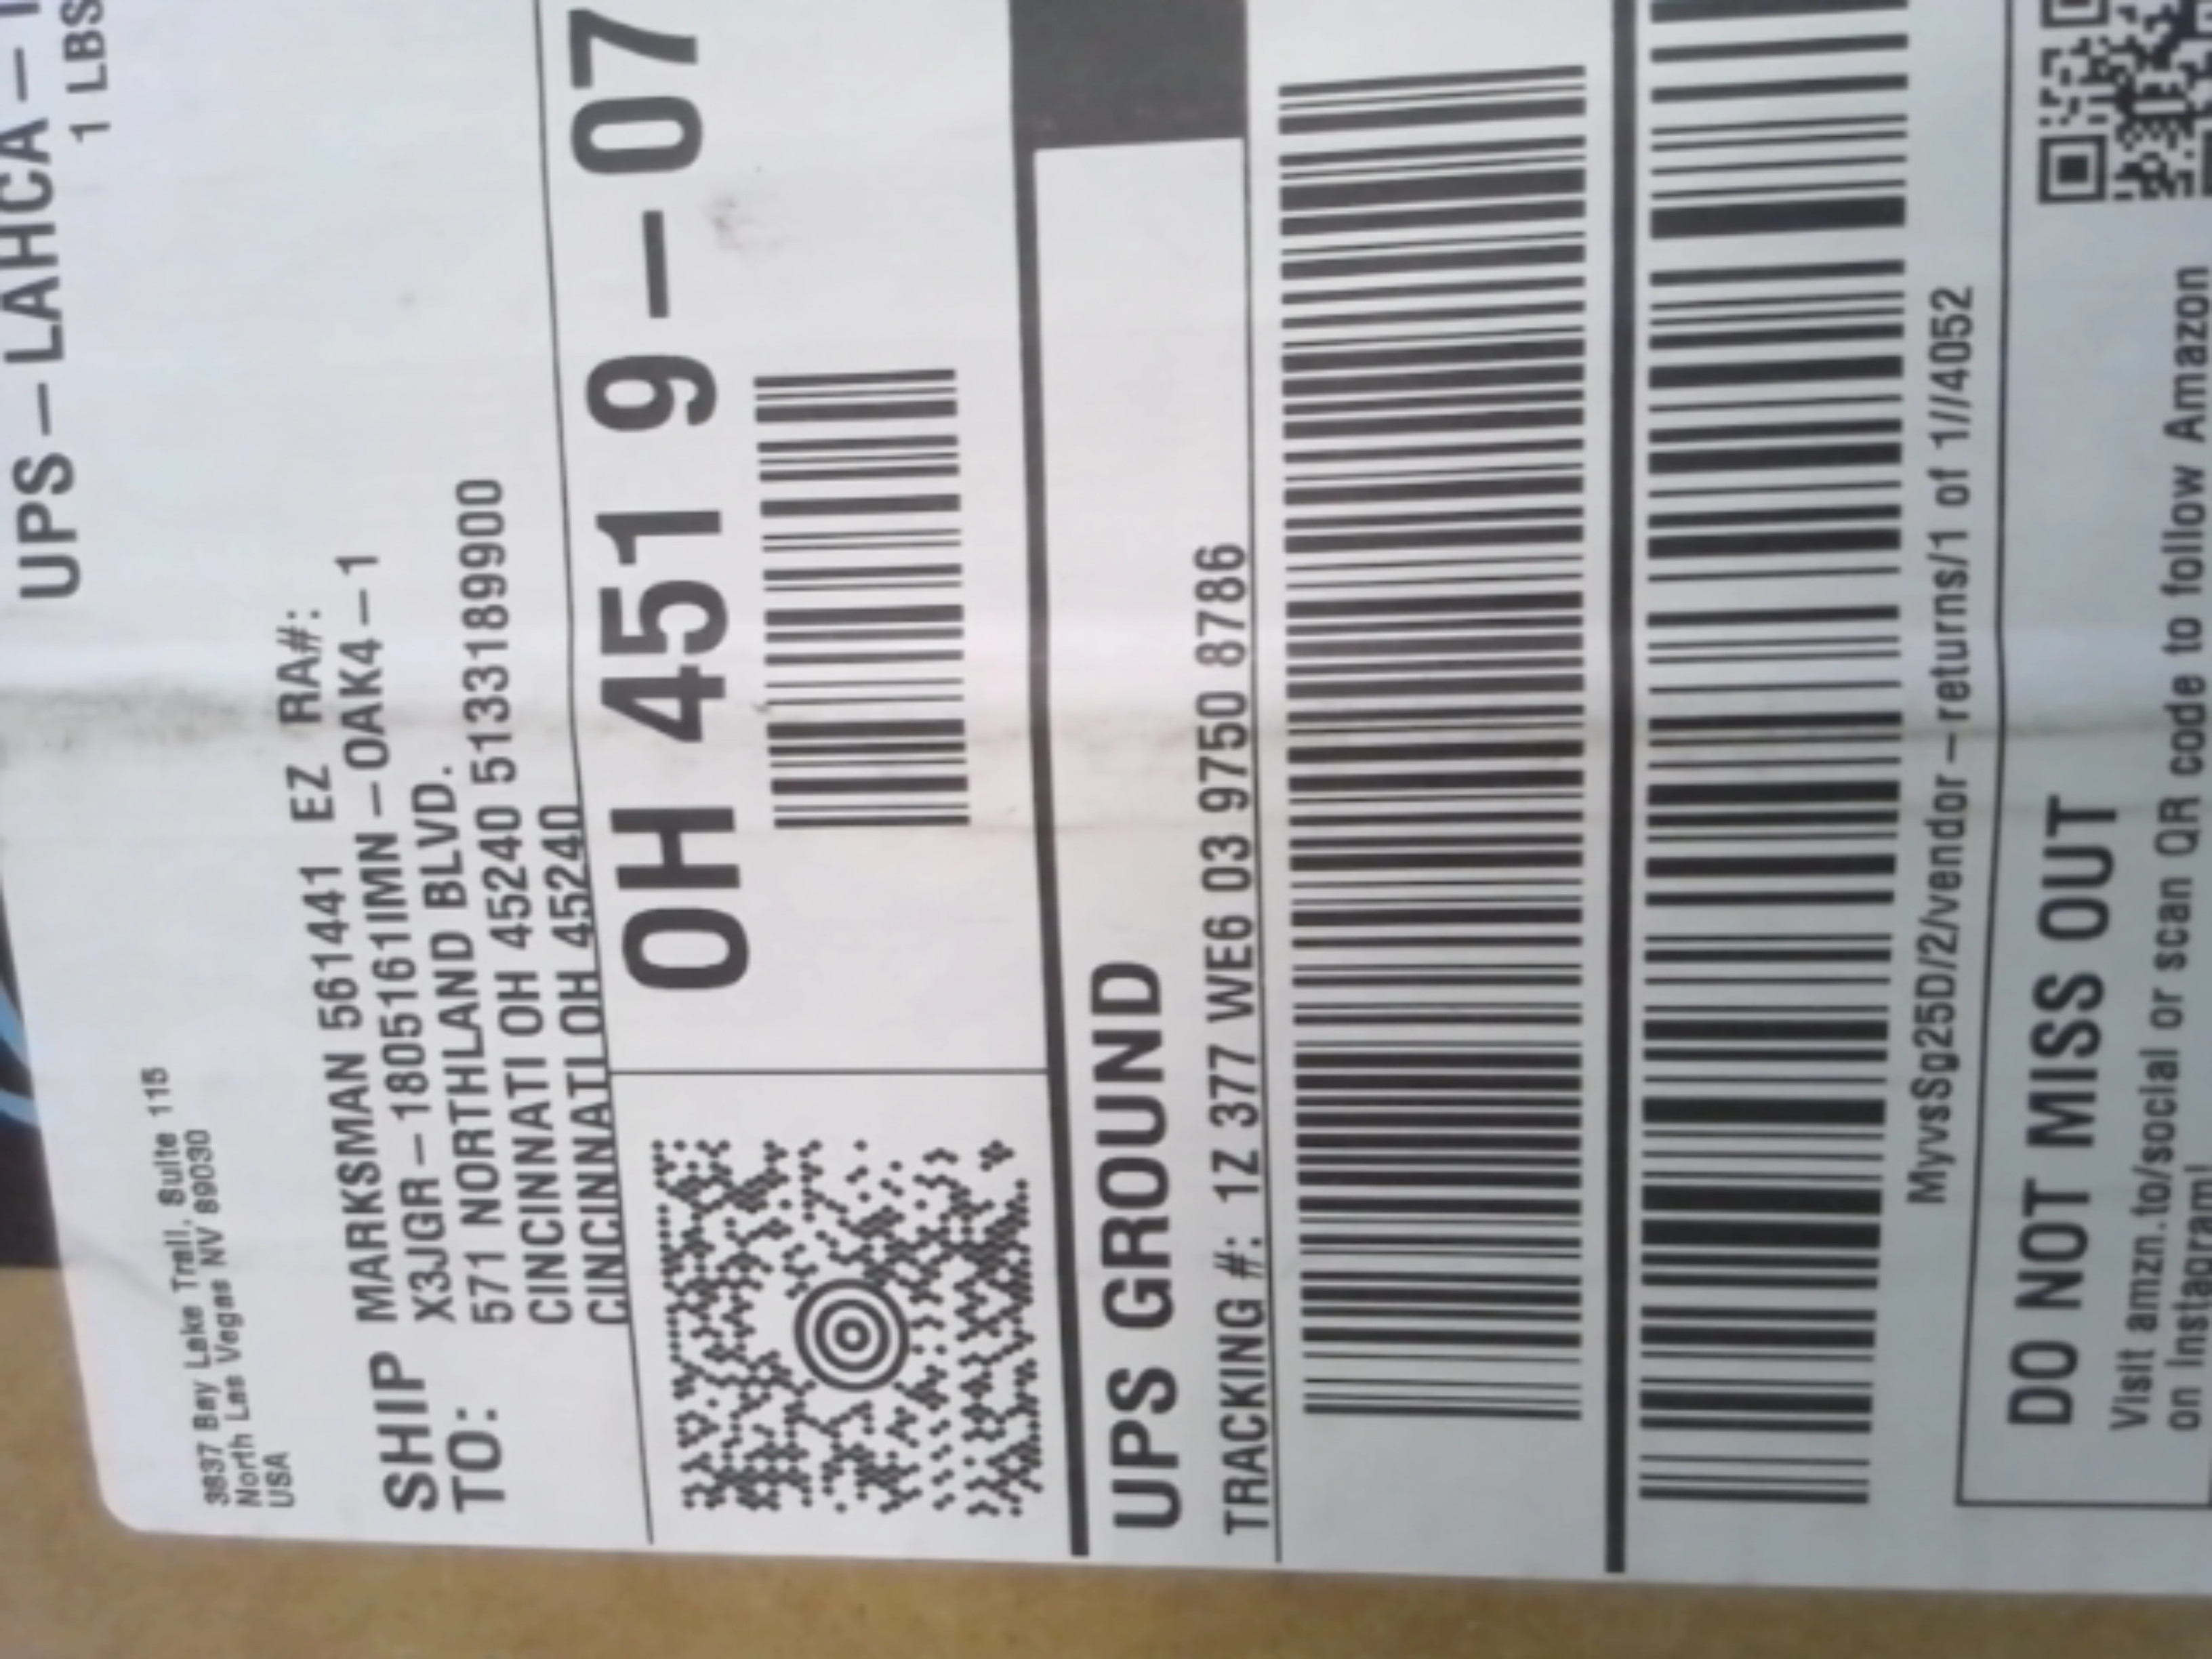 UPS-LAHCA-
1 LBS
3837 Bay Lake Trail, Suite 115
North Las Vegas NV 89030
USA
EZ RA#:
SHIP TO: MARKSMAN 561441
X3JGR-1805161IMN-OAK4-1
571 NORTHLAND BLVD.
CINCINNATI OH 45240 5133189900
CINCINNATI OH 45240
OH 451 9-07
UPS GROUND
TRACKING #: 1Z 377 WE6 03 9750 8786
MyvsSg25D/2/vendor-returns/1 of 1//4052
DO NOT MISS OUT
Visit amzn.to/social or scan QR code to follow Amazon
on Instagram!